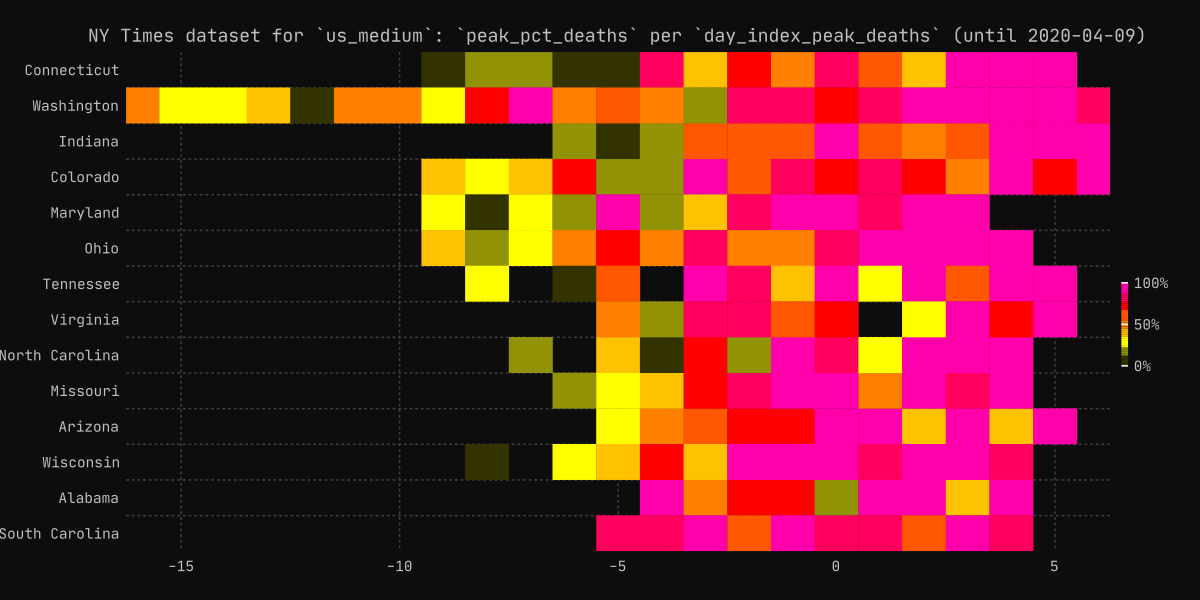 NY Times dataset for `us_medium`: `peak_pct_deaths` per `day_index_peak_deaths` (until 2020-04-09)
Connecticut
Washington
Indiana
Colorado
Maryland
Ohio
Tennessee
Virginia
North Carolina
Missouri
Arizona
Wisconsin
Alabama
South Carolina
100%
50%
0%
-15 -10 -5 0 5